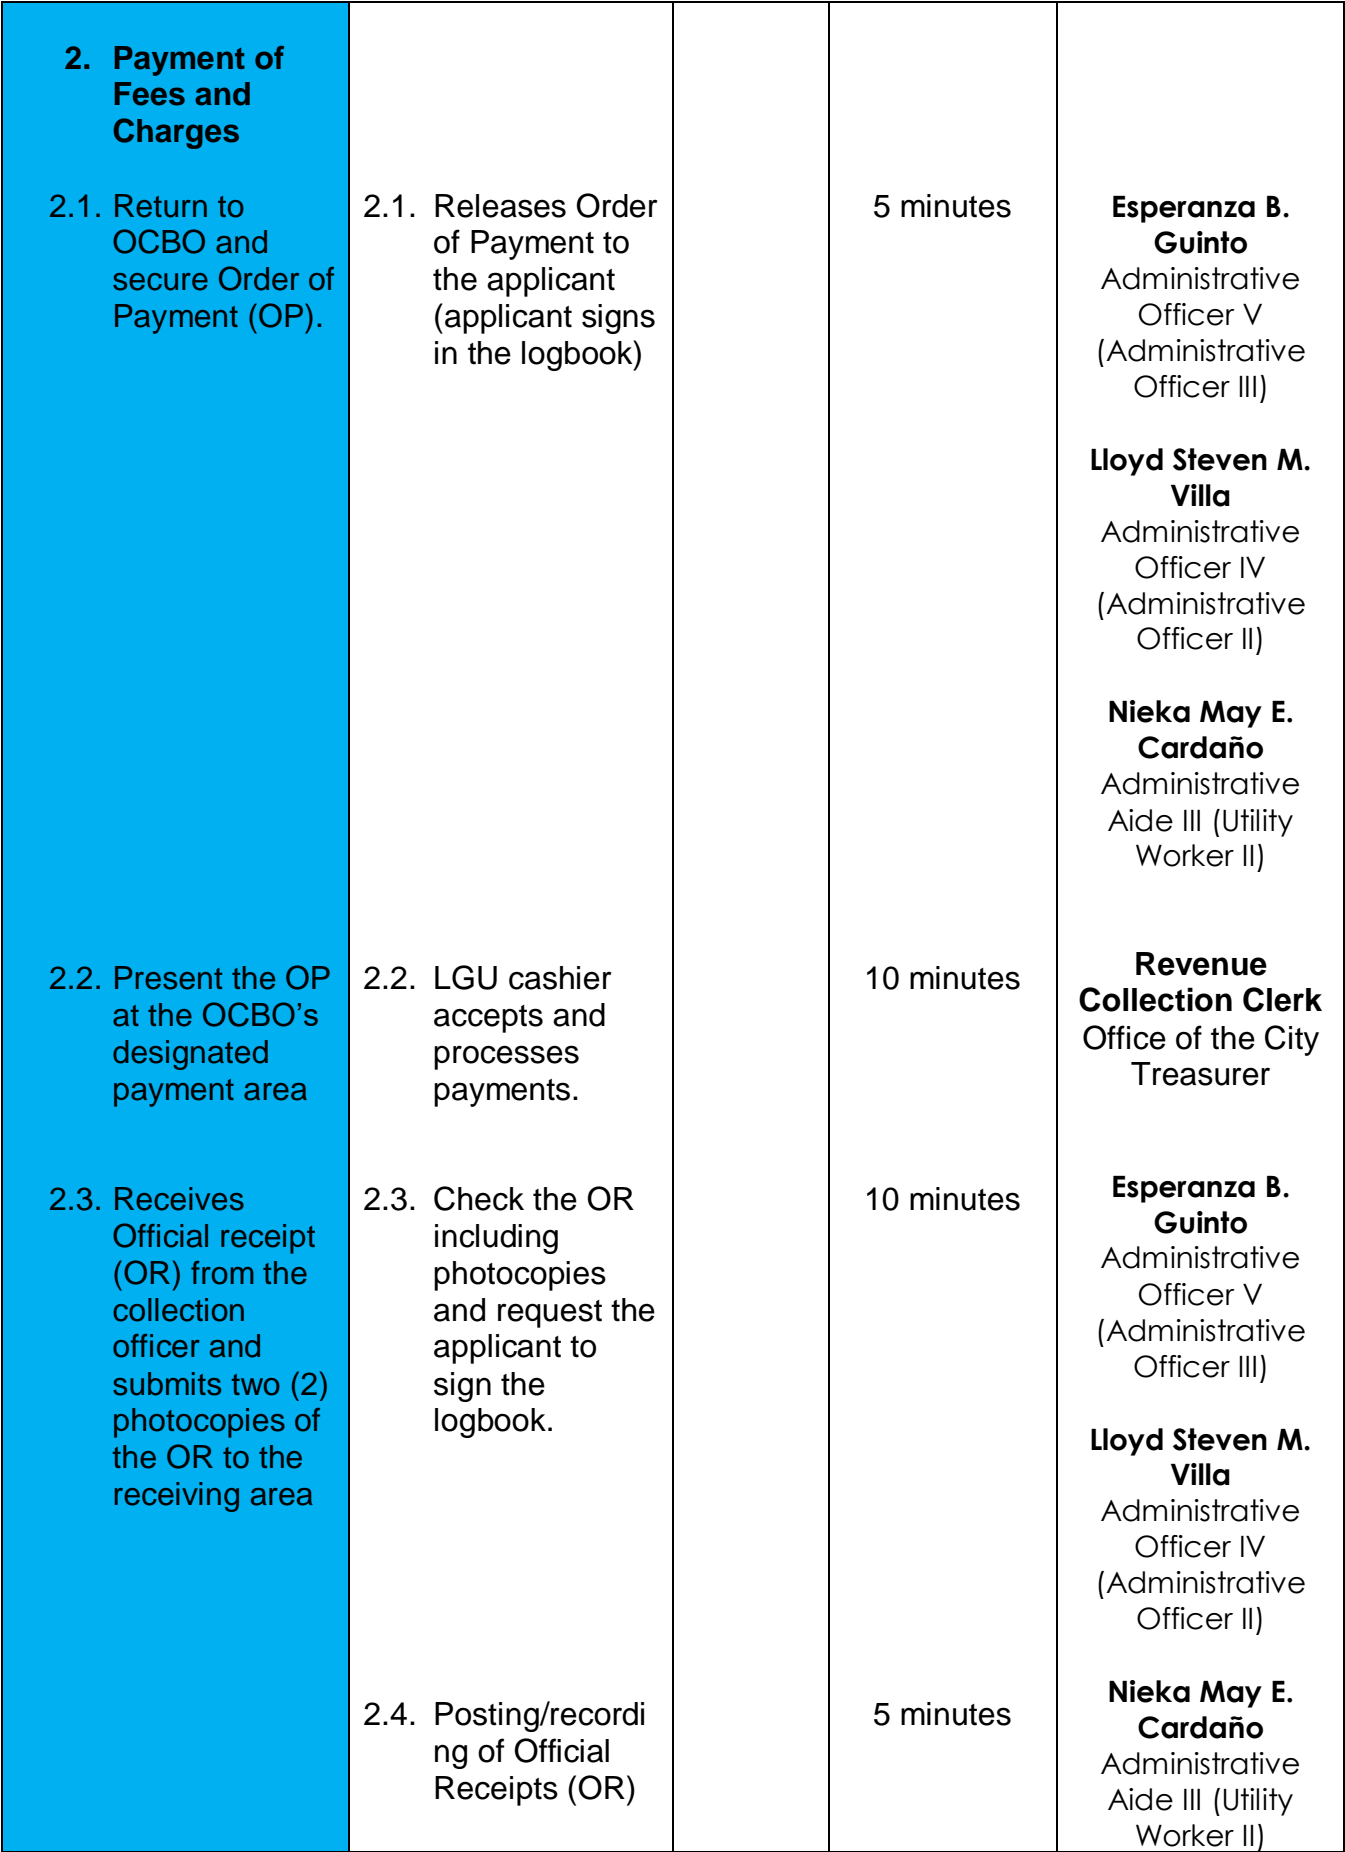 2. Payment of
Fees and
Charges
2.1. Return to
OCBO and
secure Order of
Payment (OP).
2.1. Releases Order
of Payment to
the applicant
(applicant signs
in the logbook)
5 minutes
Esperanza B.
Guinto
Administrative
Officer V
(Administrative
Officer III)
Lloyd Steven M.
Villa
Administrative
Officer IV
(Administrative
Officer II)
Nieka May E.
Cardaño
Administrative
Aide III (Utility
Worker II)
2.2. Present the OP
at the OCBO’s
designated
payment area
2.2. LGU cashier
accepts and
processes
payments.
10 minutes
Revenue
Collection Clerk
Office of the City
Treasurer
2.3. Receives
Official receipt
(OR) from the
collection
officer and
submits two (2)
photocopies of
the OR to the
receiving area
2.3. Check the OR
including
photocopies
and request the
applicant to
sign the
logbook.
10 minutes
Esperanza B.
Guinto
Administrative
Officer V
(Administrative
Officer III)
Lloyd Steven M.
Villa
Administrative
Officer IV
(Administrative
Officer II)
2.4. Posting/recordi
ng of Official
Receipts (OR)
5 minutes
Nieka May E.
Cardaño
Administrative
Aide III (Utility
Worker II)